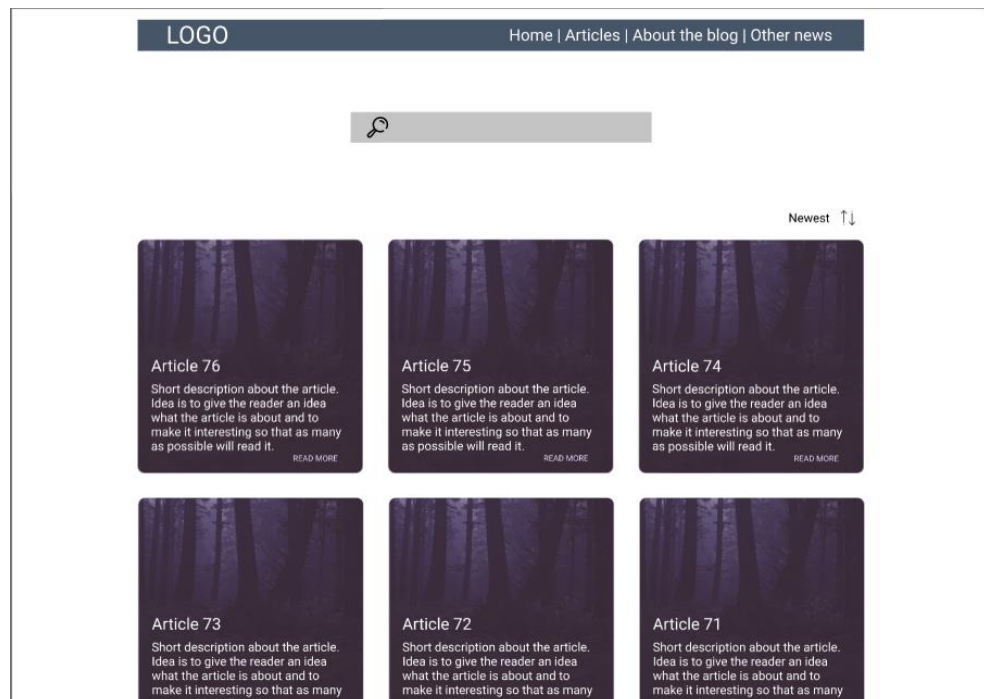 LOGO
Home | Articles | About the blog | Other news
Newest
Article 76
Short description about the article.
Idea is to give the reader an idea
what the article is about and to
make it interesting so that as many
as possible will read it.
READ MORE
Article 75
Short description about the article.
Idea is to give the reader an idea
what the article is about and to
make it interesting so that as many
as possible will read it.
READ MORE
Article 74
Short description about the article.
Idea is to give the reader an idea
what the article is about and to
make it interesting so that as many
as possible will read it.
READ MORE
Article 73
Short description about the article.
Idea is to give the reader an idea
what the article is about and to
make it interesting so that as many
Article 72
Short description about the article.
Idea is to give the reader an idea
what the article is about and to
make it interesting so that as many
Article 71
Short description about the article.
Idea is to give the reader an idea
what the article is about and to
make it interesting so that as many